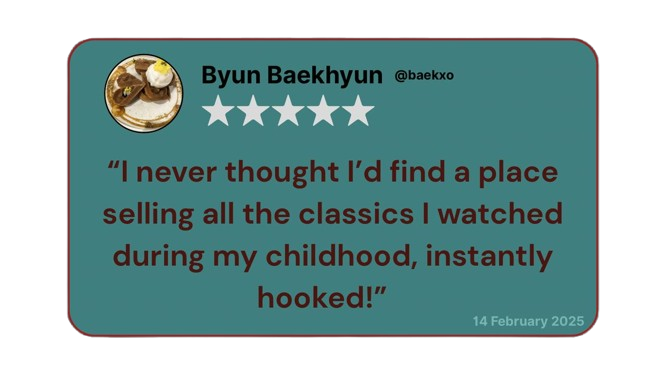 Byun Baekhyun @baekxo
“I never thought I’d find a place
selling all the classics I watched
during my childhood, instantly
hooked!”
14 February 2025